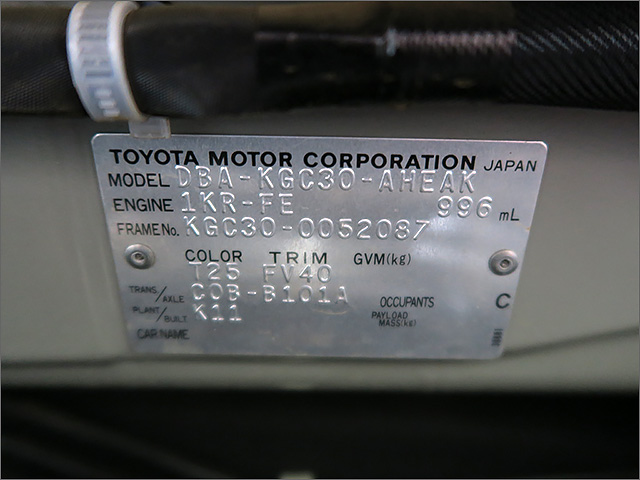 TOYOTA MOTOR CORPORATION JAPAN
MODEL DBA-KGC30-AHEAK
ENGINE 1KR-FE 996 mL
FRAME No. KGC30-0052087
COLOR TRIM GVM(kg)
T25 FV40
TRANS./AXLE COB-B101A OCCUPANTS C
PLANT/BUILT K11 PAYLOAD MASS(kg)
CAR NAME